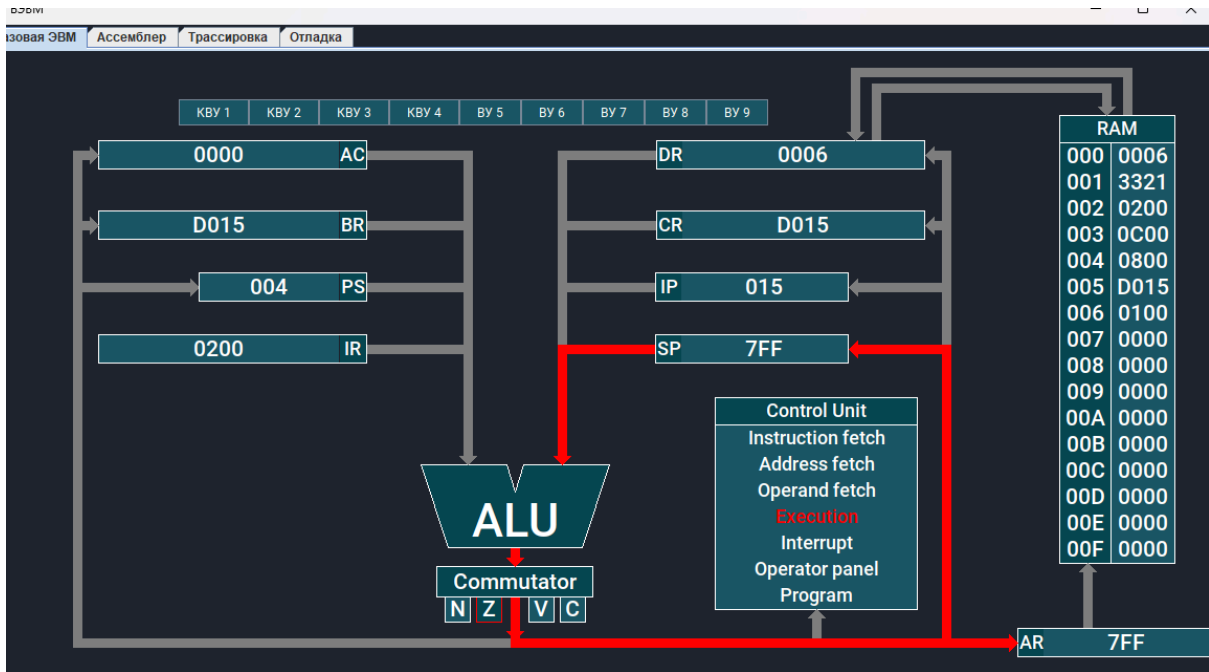 БЭВМ
азовая ЭВМ Ассемблер Трассировка Отладка
КВУ 1 КВУ 2 КВУ 3 КВУ 4 ВУ 5 ВУ 6 ВУ 7 ВУ 8 ВУ 9
0000 AC
D015 BR
004 PS
0200 IR
DR 0006
CR D015
IP 015
SP 7FF
ALU
Commutator
N Z V C
Control Unit
Instruction fetch
Address fetch
Operand fetch
Execution
Interrupt
Operator panel
Program
RAM
000 0006
001 3321
002 0200
003 0C00
004 0800
005 D015
006 0100
007 0000
008 0000
009 0000
00A 0000
00B 0000
00C 0000
00D 0000
00E 0000
00F 0000
AR 7FF